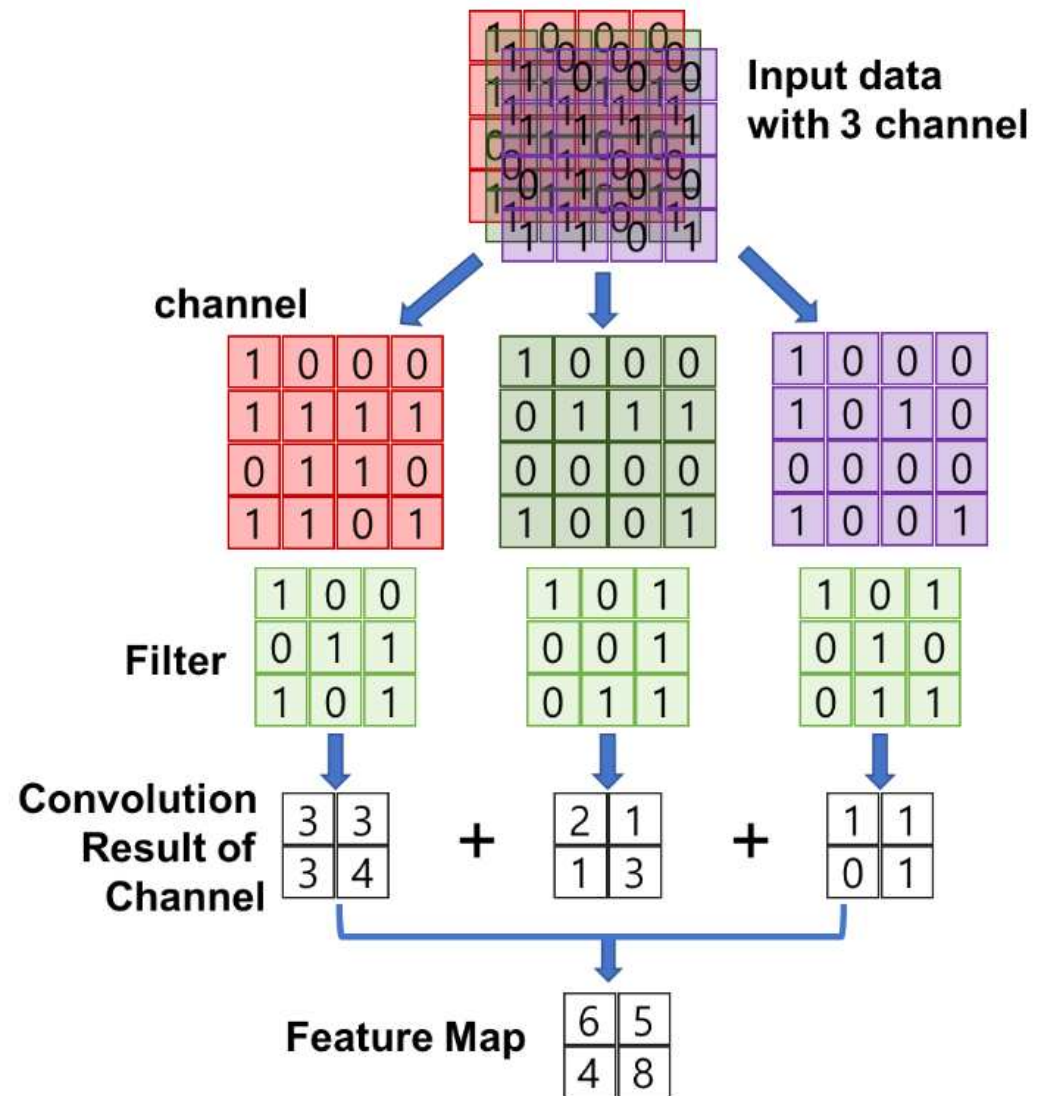 Input data
with 3 channel
channel
1 0 0 0
1 1 1 1
0 1 1 0
1 1 0 1
1 0 0 0
0 1 1 1
0 0 0 0
1 0 0 1
1 0 0 0
1 0 1 0
0 0 0 0
1 0 0 1
Filter
1 0 0
0 1 1
1 0 1
1 0 1
0 0 1
0 1 1
1 0 1
0 1 0
0 1 1
Convolution
Result of
Channel
3 3
3 4
+
2 1
1 3
+
1 1
0 1
Feature Map
6 5
4 8